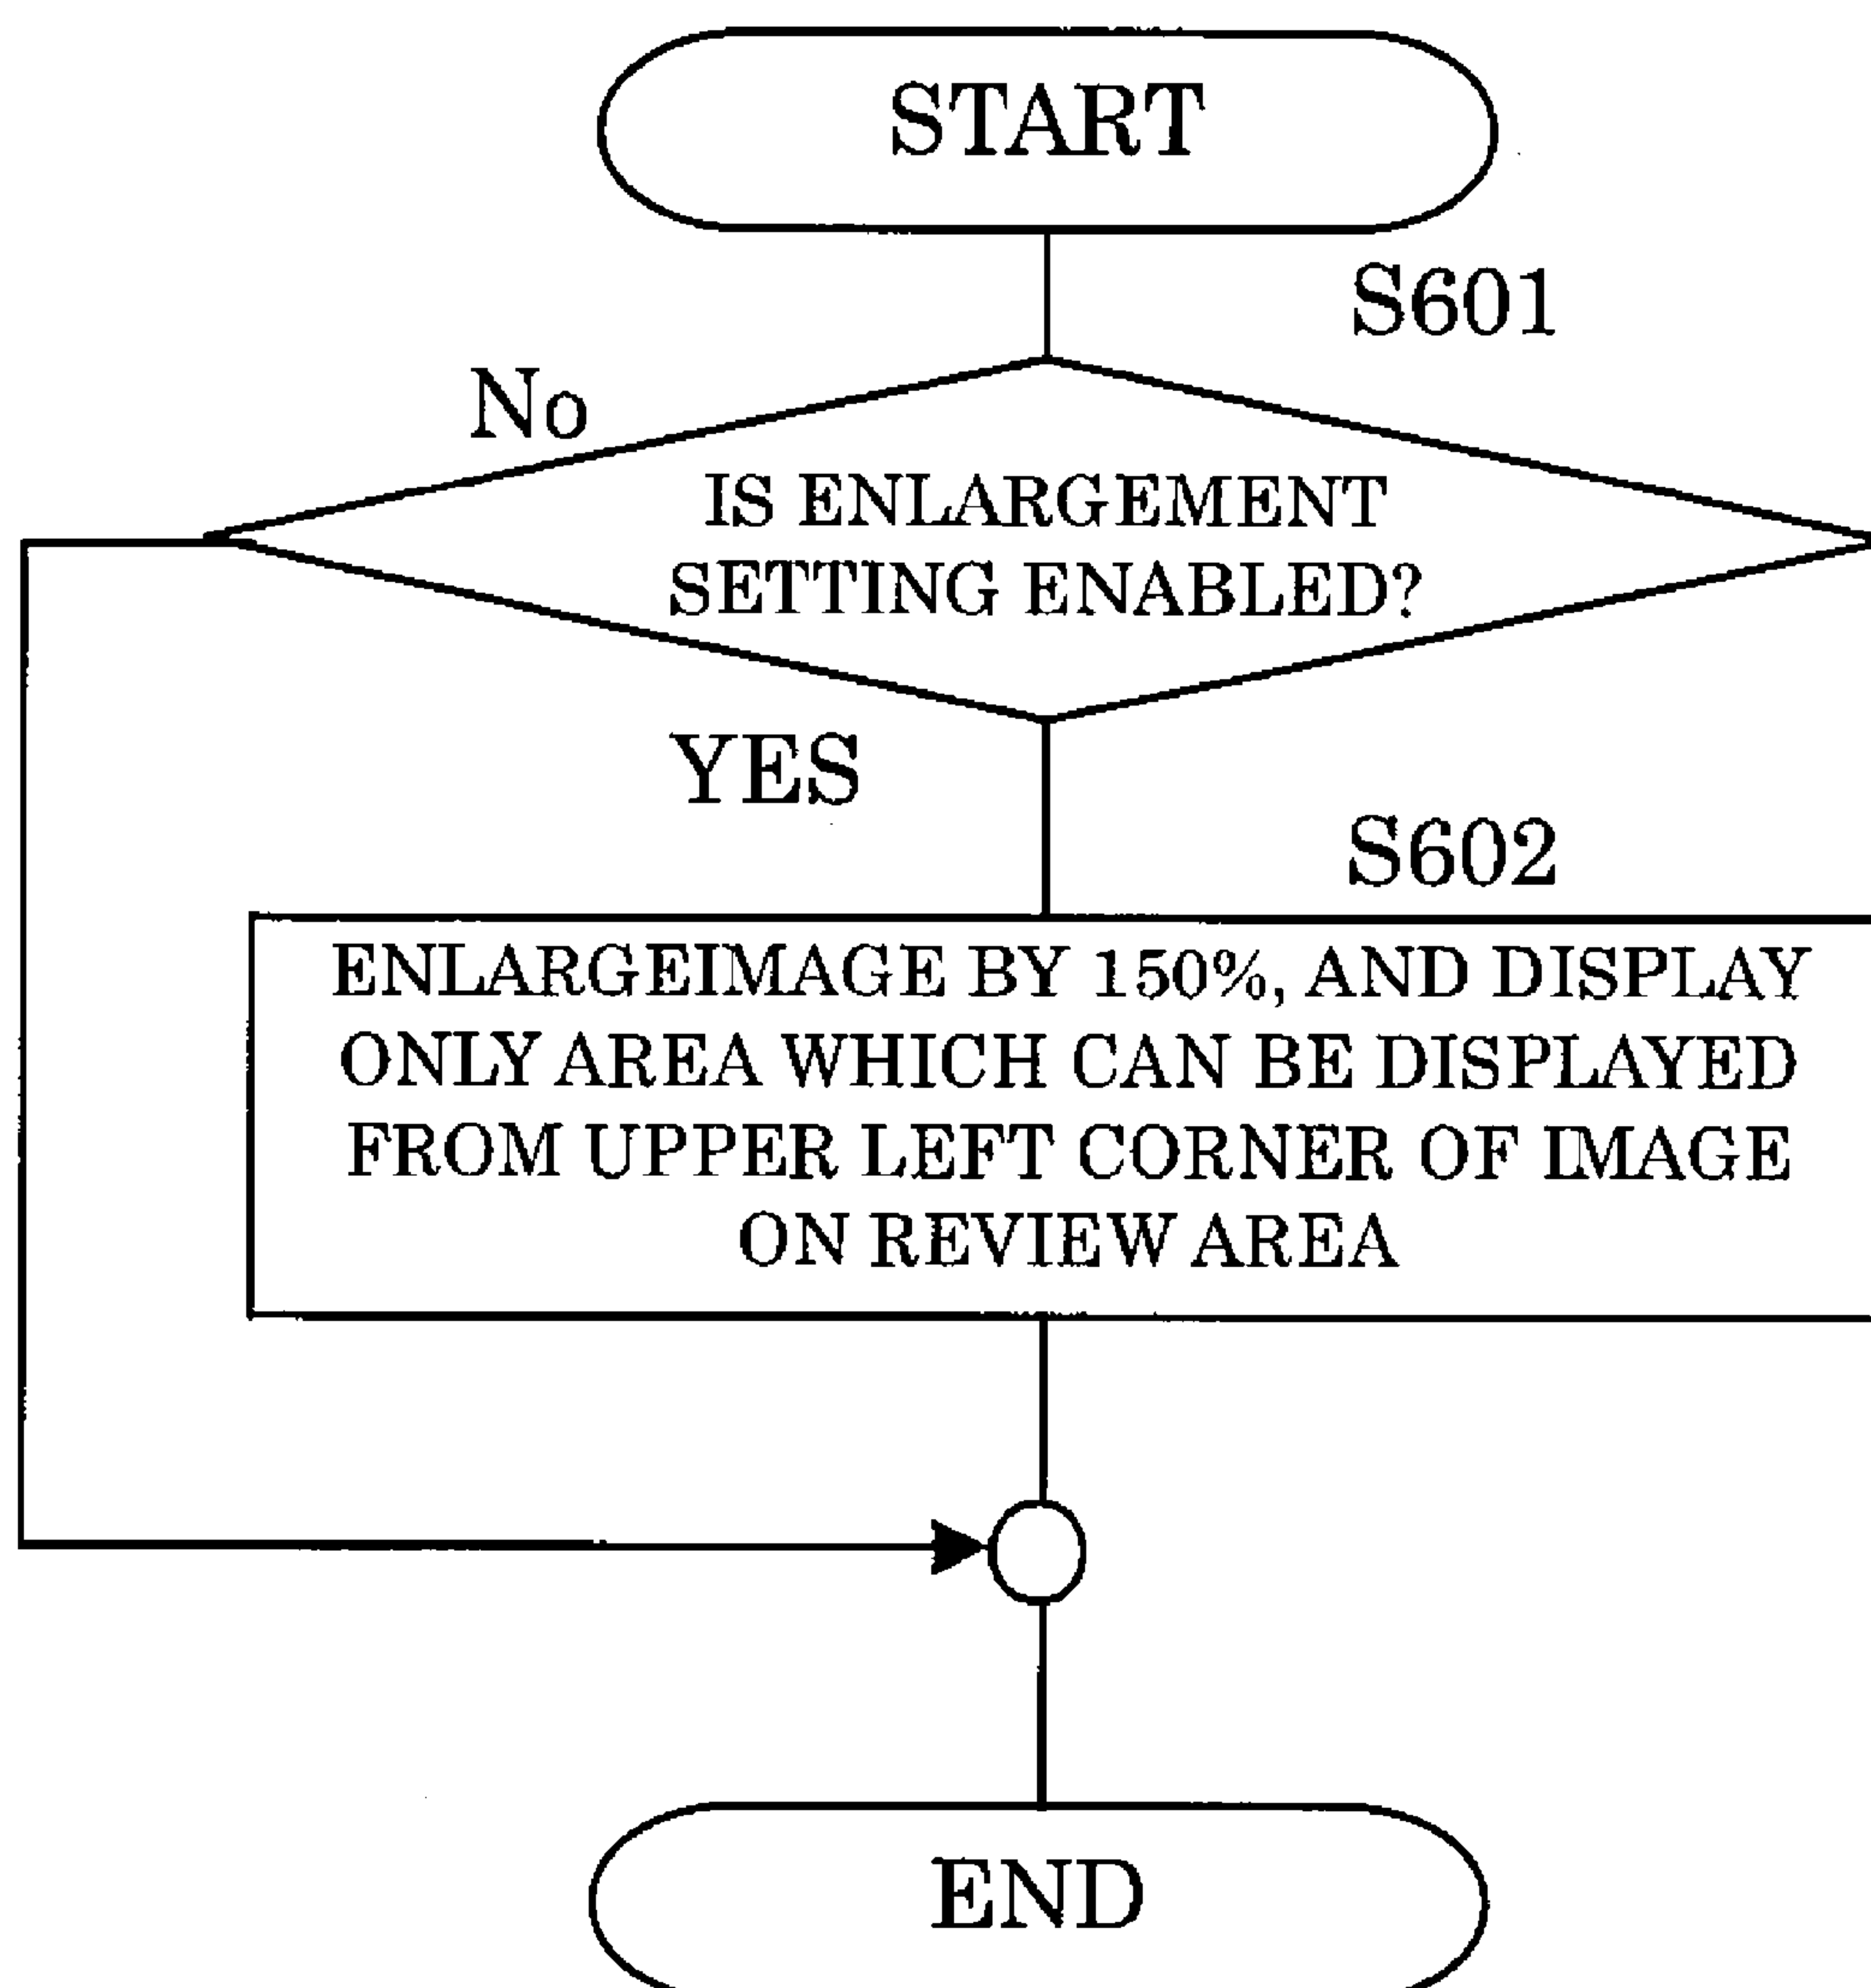 START
S601
No
IS ENLARGEMENT
SETTING ENABLED?
YES
S602
ENLARGEIMAGE BY 150%, AND DISPLAY
ONLY AREA WHICH CAN BE DISPLAYED
FROM UPPER LEFT CORNER OF IMAGE
ON REVIEW AREA
END